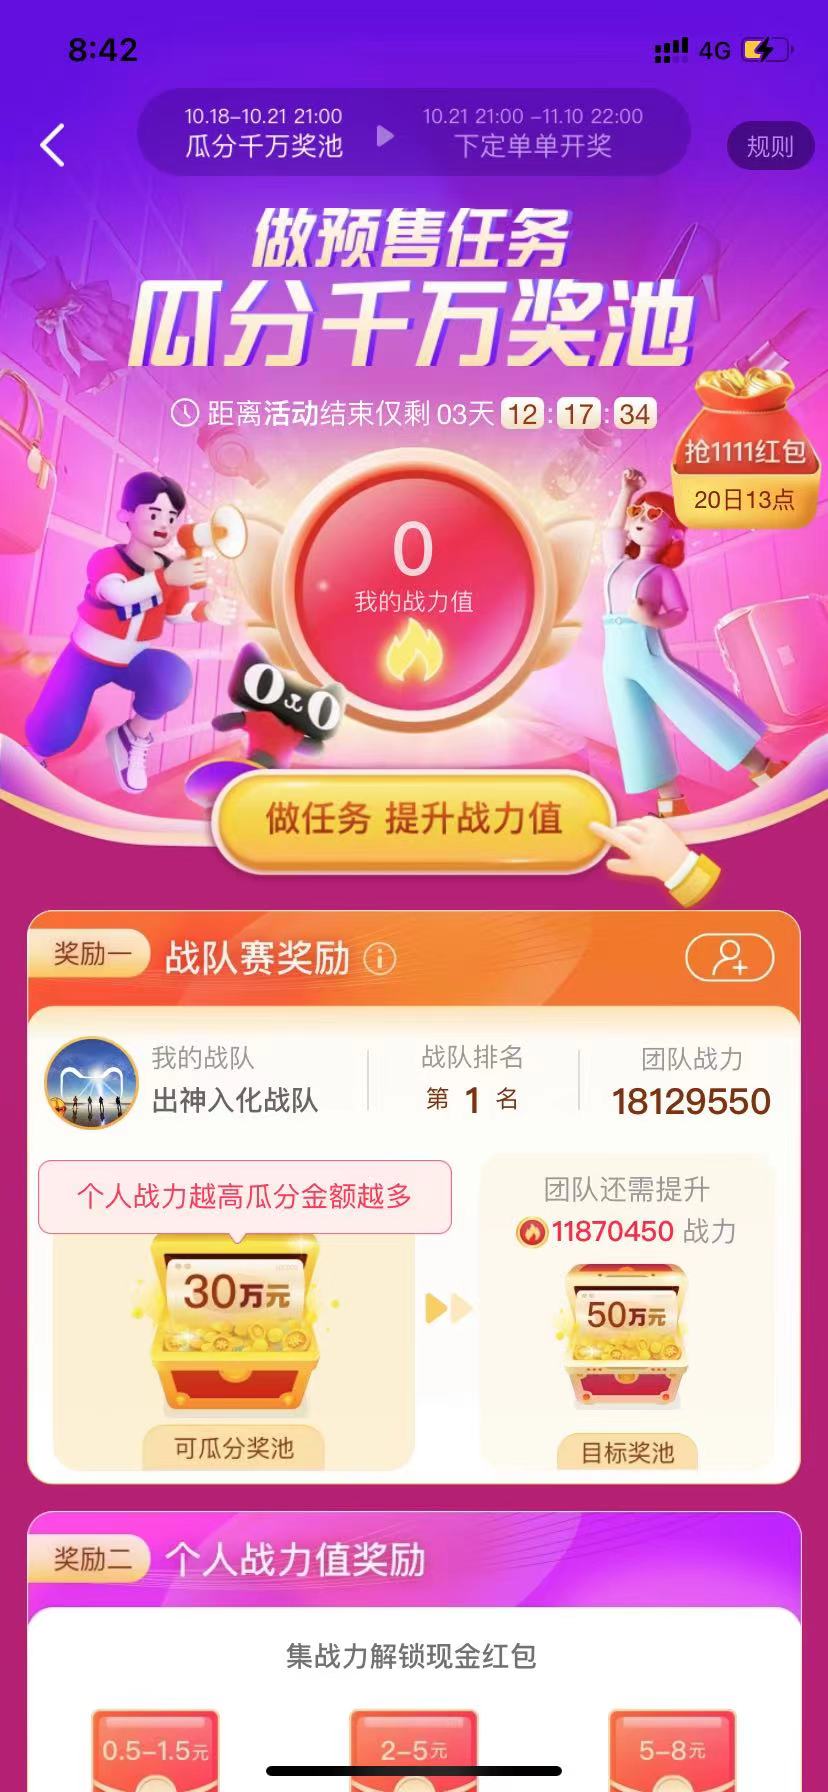 8:42
4G
10.18-10.21 21:00
瓜分千万奖池
10.21 21:00 -11.10 22:00
下定单单开奖
规则
做预售任务
瓜分千万奖池
距离活动结束仅剩 03天 12:17:34
抢1111红包
20日13点
0
我的战力值
做任务 提升战力值
奖励一
战队赛奖励
我的战队
出神入化战队
战队排名
第 1 名
团队战力
18129550
个人战力越高瓜分金额越多
30万元
可瓜分奖池
团队还需提升
11870450 战力
50万元
目标奖池
奖励二
个人战力值奖励
集战力解锁现金红包
0.5-1.5元
2-5元
5-8元